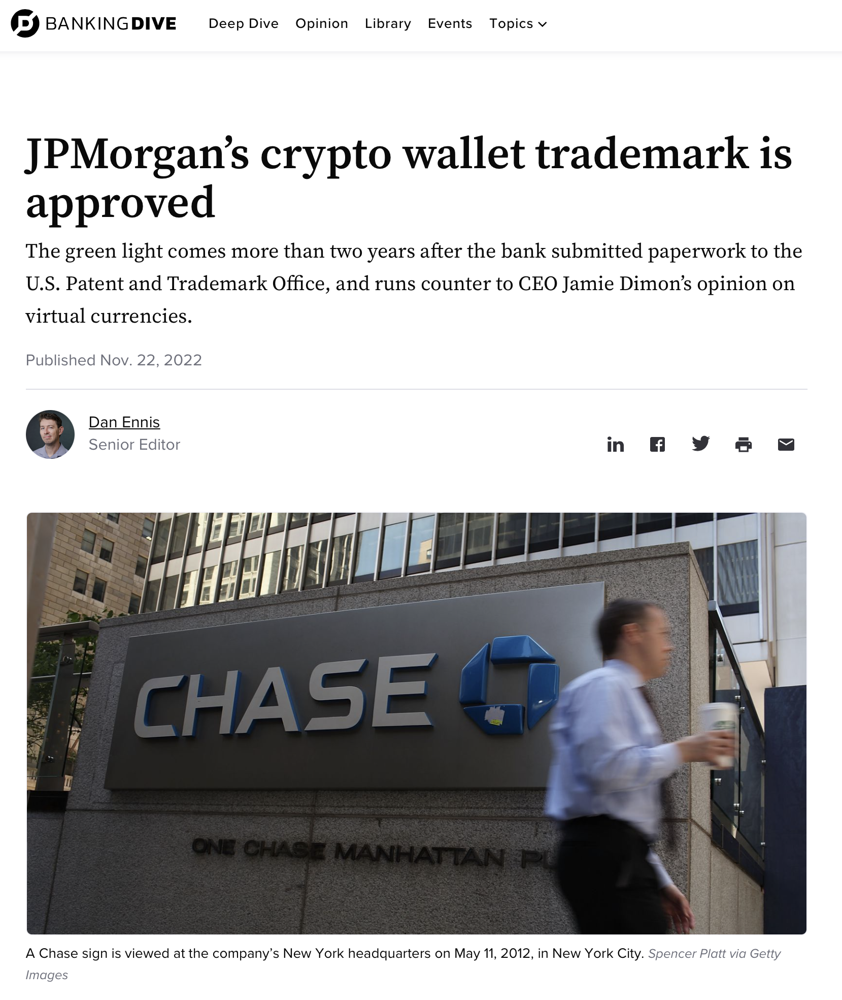 BANKINGDIVE Deep Dive Opinion Library Events Topics
JPMorgan’s crypto wallet trademark is
approved
The green light comes more than two years after the bank submitted paperwork to the
U.S. Patent and Trademark Office, and runs counter to CEO Jamie Dimon’s opinion on
virtual currencies.
Published Nov. 22, 2022
Dan Ennis
Senior Editor
CHASE
ONE CHASE MANHATTAN PL
A Chase sign is viewed at the company’s New York headquarters on May 11, 2012, in New York City. Spencer Platt via Getty
Images